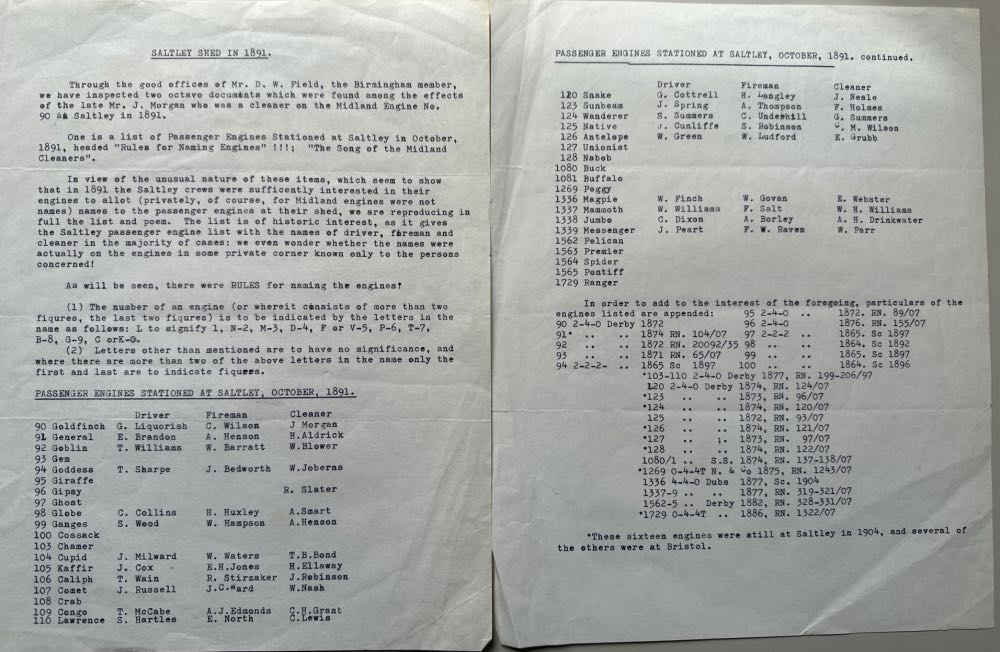 SALTLEY SHED IN 1891.
Through the good offices of Mr. D. W. Field, the Birmingham member,
we have inspected two octavo documents which were found among the effects
of the late Mr. J. Morgan who was a cleaner on the Midland Engine No.
90 at Saltley in 1891.
One is a list of Passenger Engines Stationed at Saltley in October,
1891, headed "Rules for Naming Engines" !!!; "The Song of the Midland
Cleaners".
In view of the unusual nature of these items, which seem to show
that in 1891 the Saltley crews were sufficently interested in their
engines to allot (privately, of course, for Midland engines were not
names) names to the passenger engines at their shed, we are reproducing in
full the list and poem. The list is of historic interest, as it gives
the Saltley passenger engine list with the names of driver, fireman and
cleaner in the majority of cases: we even wonder whether the names were
actually on the engines in some private corner known only to the persons
concerned!
As will be seen, there were RULES for naming the engines!
(1) The number of an engine (or whereit consists of more than two
fiqures, the last two fiqures) is to be indicated by the letters in the
name as follows: L to signify 1, N-2, M-3, D-4, F or V-5, P-6, T-7,
B-8, G-9, C orK-0.
(2) Letters other than mentioned are to have no significance, and
where there are more than two of the above letters in the name only the
first and last are to indicate fiqures.
PASSENGER ENGINES STATIONED AT SALTLEY, OCTOBER, 1891.
Driver Fireman Cleaner
90 Goldfinch G. Liquorish C. Wilson J Morgan
91 General E. Brandon A. Henson H.Aldrick
92 Goblin T. Williams W. Barratt W.Blower
93 Gem
94 Goddess T. Sharpe J. Bedworth W.Joberns
95 Giraffe
96 Gipsy R. Slater
97 Ghost
98 Globe C. Collins H. Huxley A.Smart
99 Ganges S. Wood W. Hampson A.Henson
100 Cossack
103 Chamer
104 Cupid J. Milward W. Waters T.B.Bond
105 Kaffir J. Cox E.H.Jones H.Ellaway
106 Caliph T. Wain R. Stirzaker J.Robinson
107 Comet J. Russell J.C.Ward W.Nash
108 Crab
109 Congo T. McCabe A.J.Edmonds C.H.Grant
110 Lawrence S. Hartles E. North C.Lewis
PASSENGER ENGINES STATIONED AT SALTLEY, OCTOBER, 1891. continued.
Driver Fireman Cleaner
120 Snake G. Cottrell H. Langley J. Neale
123 Sunbeam J. Spring A. Thompson F. Holmes
124 Wanderer S. Summers C. Undehhill G. Summers
125 Native J. Cunliffe S. Robinson C. M. Wilson
126 Antelope W. Green W. Ludford E. Grubb
127 Unionist
128 Nabob
1080 Buck
1081 Buffalo
1269 Peggy
1336 Magpie W. Finch W. Govan E. Webster
1337 Mammoth W. Williams F. Salt W. H. Williams
1338 Jumbo C. Dixon A. Borley A. H. Drinkwater
1339 Messenger J. Peart F. W. Raven W. Parr
1562 Pelican
1563 Premier
1564 Spider
1565 Pontiff
1729 Ranger
In order to add to the interest of the foregoing, particulars of the
engines listed are appended: 95 2-4-0 .. 1872. RN. 89/07
90 2-4-0 Derby 1872 96 2-4-0 1876. RN. 155/07
91* .. .. 1874 RN. 104/07 97 2-2-2 .. 1865. Sc 1897
92 .. 1872 RN. 20092/35 98 .. .. 1864. Sc 1892
93 .. .. 1871 RN. 65/07 99 .. .. 1865. Sc 1897
94 2-2-2- .. 1865 Sc 1897 100 .. .. 1864. Sc 1896
*103-110 2-4-0 Derby 1877, RN. 199-206/97
120 2-4-0 Derby 1874, RN. 124/07
*123 .. .. 1873, RN. 96/07
*124 .. .. 1874, RN. 120/07
125 .. .. 1872, RN. 93/07
*126 .. .. 1874, RN. 121/07
*127 .. .. 1873, RN. 97/07
*128 .. .. 1874, RN. 122/07
1080/1 .. S.S. 1874, RN. 137-138/07
*1269 0-4-4T N. & Co 1875, RN. 1243/07
1336 4-4-0 Dubs 1877, Sc. 1904
1337-9 .. .. 1877, RN. 319-321/07
1562-5 .. Derby 1882, RN. 328-331/07
*1729 0-4-4T .. 1886, RN. 1322/07
*These sixteen engines were still at Saltley in 1904, and several of
the others were at Bristol.